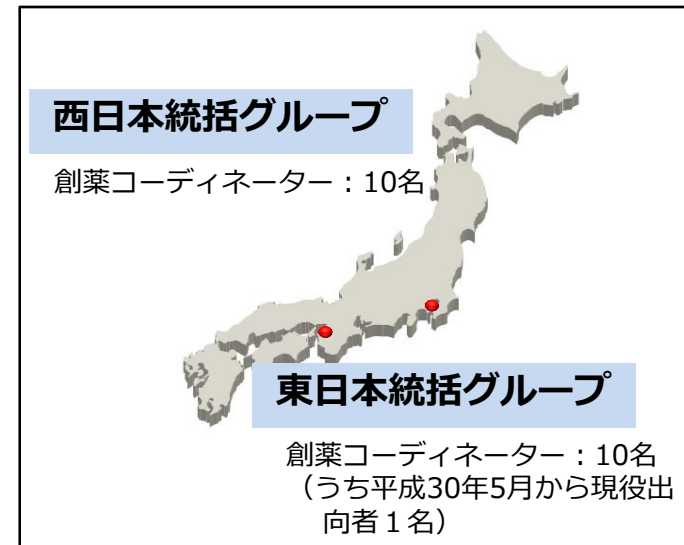 西日本統括グループ
創薬コーディネーター：10名
東日本統括グループ
創薬コーディネーター：10名
（うち平成30年5月から現役出
向者１名）